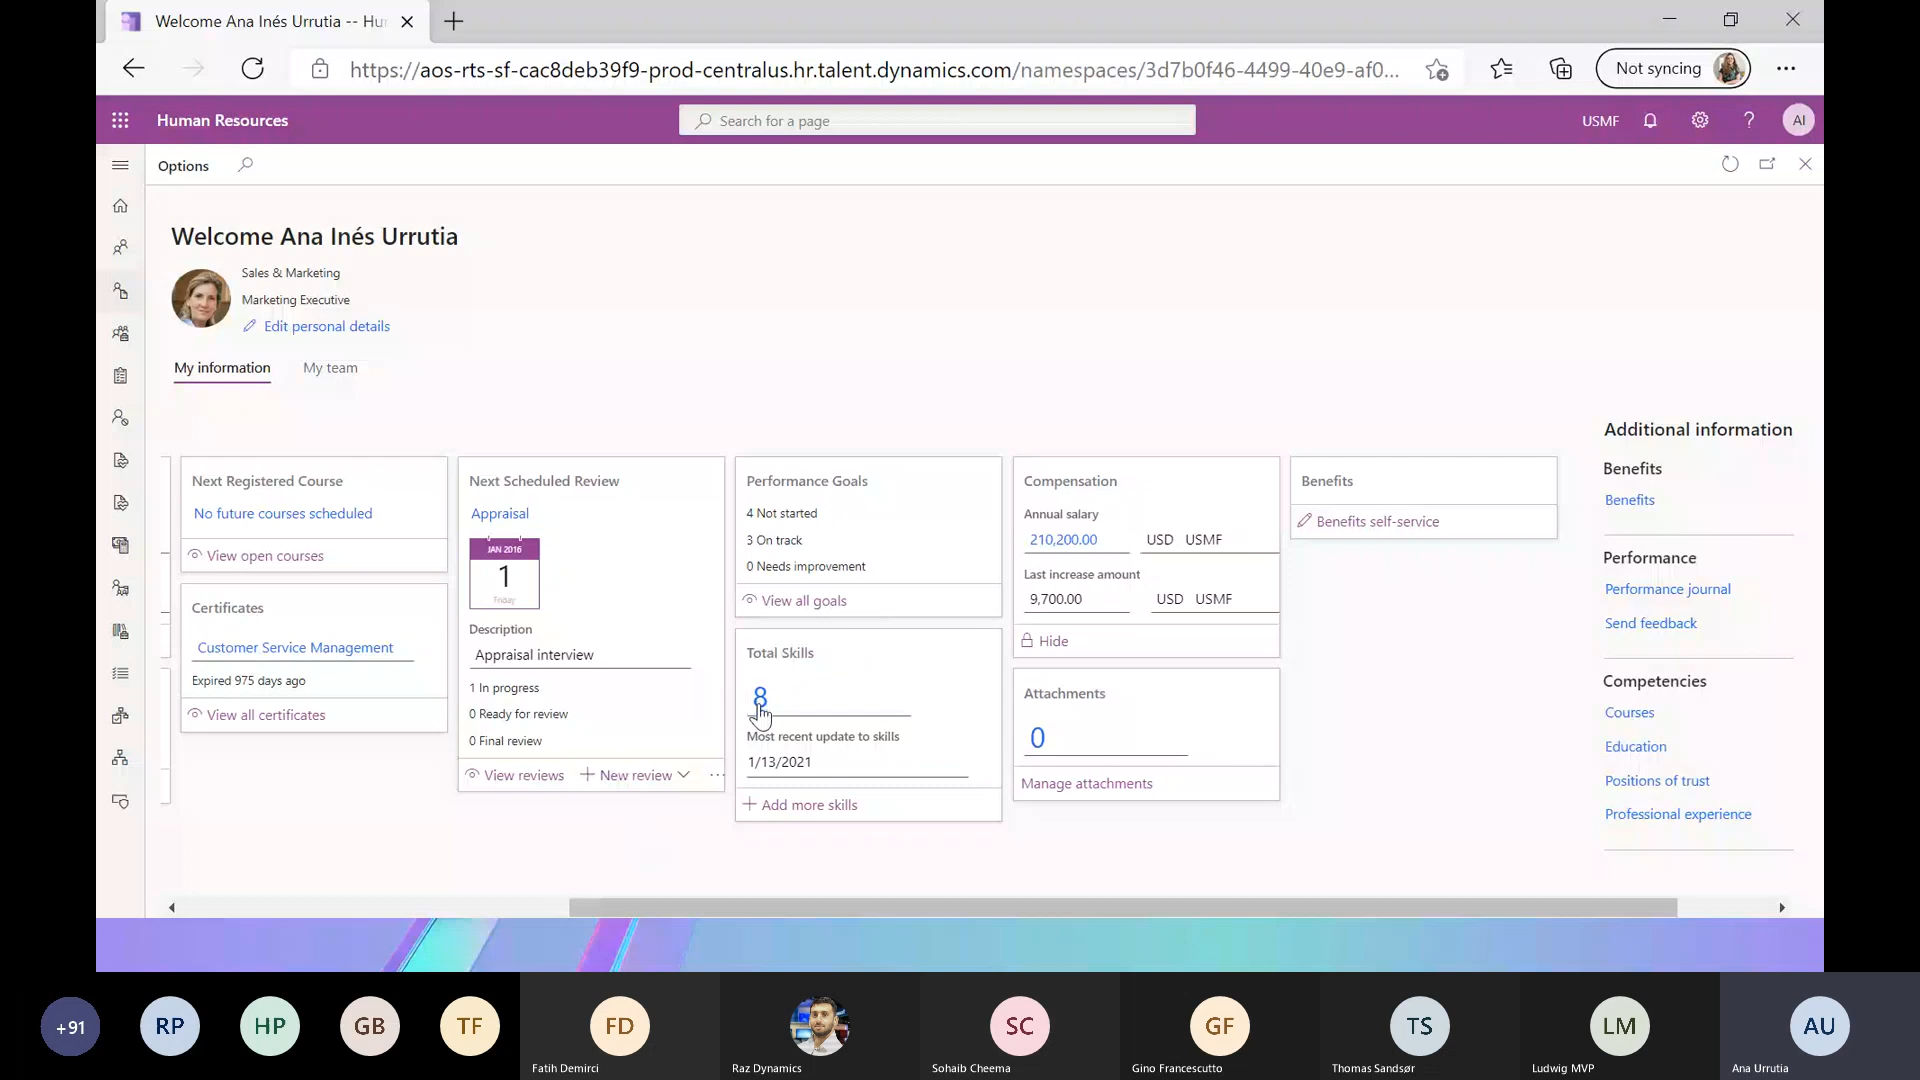 Welcome Ana Inés Urrutia -- Hu
https://aos-rts-sf-cac8deb39f9-prod-centralus.hr.talent.dynamics.com/namespaces/3d7b0f46-4499-40e9-af0...
Not syncing
Human Resources
Search for a page
USMF
?
AI
Options
Welcome Ana Inés Urrutia
Sales & Marketing
Marketing Executive
Edit personal details
My information
My team
Next Registered Course
No future courses scheduled
View open courses
Certificates
Customer Service Management
Expired 975 days ago
View all certificates
Next Scheduled Review
Appraisal
JAN 2016
1
Friday
Description
Appraisal interview
1 In progress
0 Ready for review
0 Final review
View reviews
+ New review
...
Performance Goals
4 Not started
3 On track
0 Needs improvement
View all goals
Total Skills
8
Most recent update to skills
1/13/2021
+ Add more skills
Compensation
Annual salary
210,200.00 USD USMF
Last increase amount
9,700.00 USD USMF
Hide
Attachments
0
Manage attachments
Benefits
Benefits self-service
Additional information
Benefits
Benefits
Performance
Performance journal
Send feedback
Competencies
Courses
Education
Positions of trust
Professional experience
+91
RP
HP
GB
TF
FD
Fatih Demirci
Raz Dynamics
SC
Sohaib Cheema
GF
Gino Francescutto
TS
Thomas Sandsør
LM
Ludwig MVP
AU
Ana Urrutia